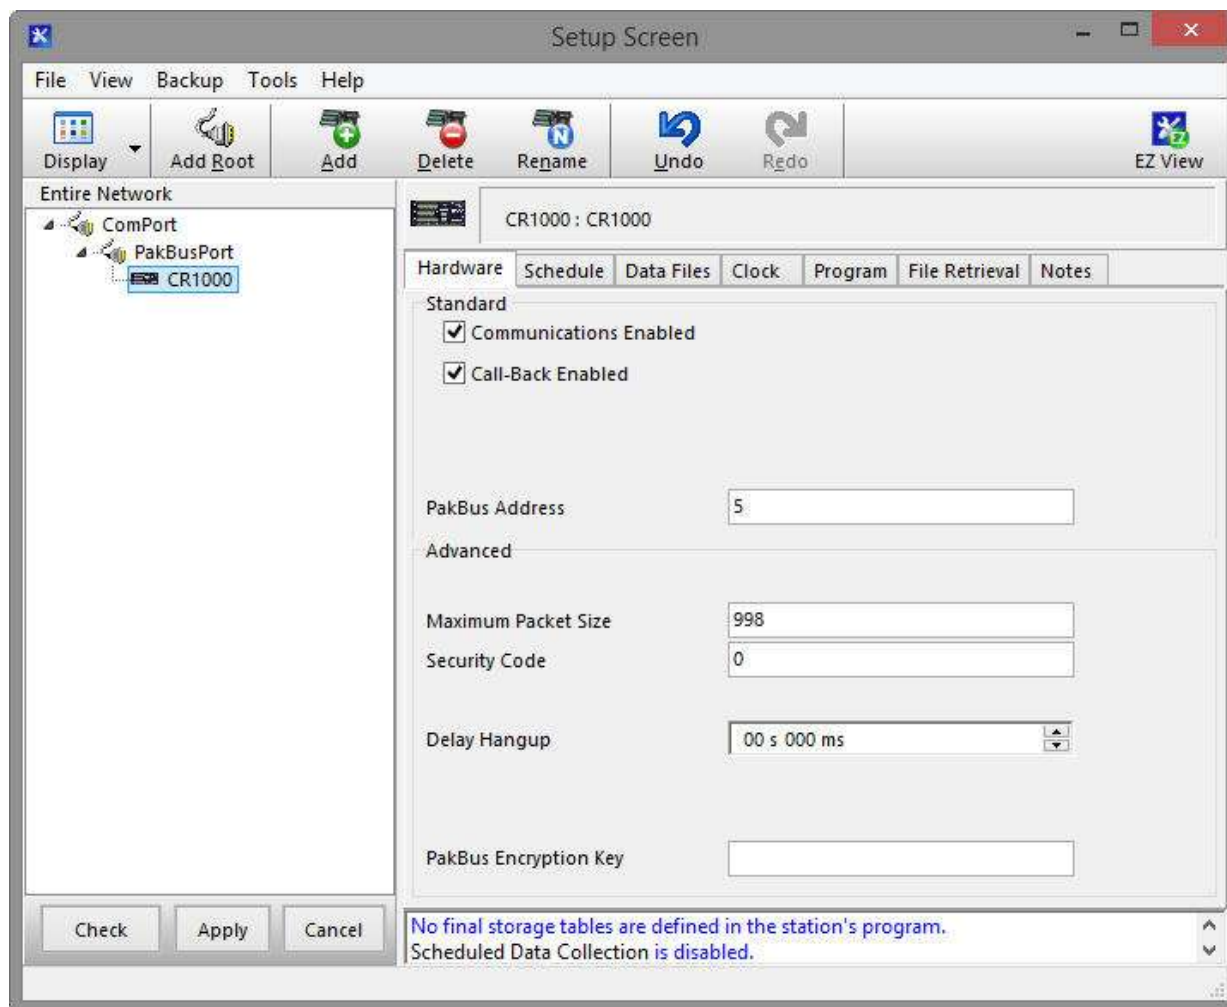 Setup Screen
File View Backup Tools Help
Display Add Root Add Delete Rename Undo Redo EZ View
Entire Network
ComPort
PakBusPort
CR1000
CR1000 : CR1000
Hardware Schedule Data Files Clock Program File Retrieval Notes
Standard
Communications Enabled
Call-Back Enabled
PakBus Address 5
Advanced
Maximum Packet Size 998
Security Code 0
Delay Hangup 00 s 000 ms
PakBus Encryption Key
Check Apply Cancel
No final storage tables are defined in the station's program.
Scheduled Data Collection is disabled.